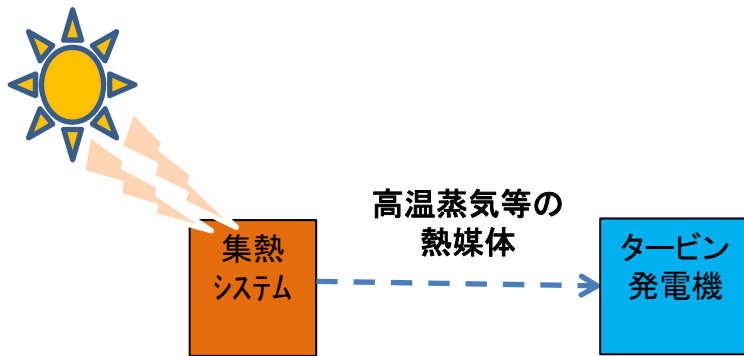 高温蒸気等の
熱媒体
集熱
システム
タービン
発電機